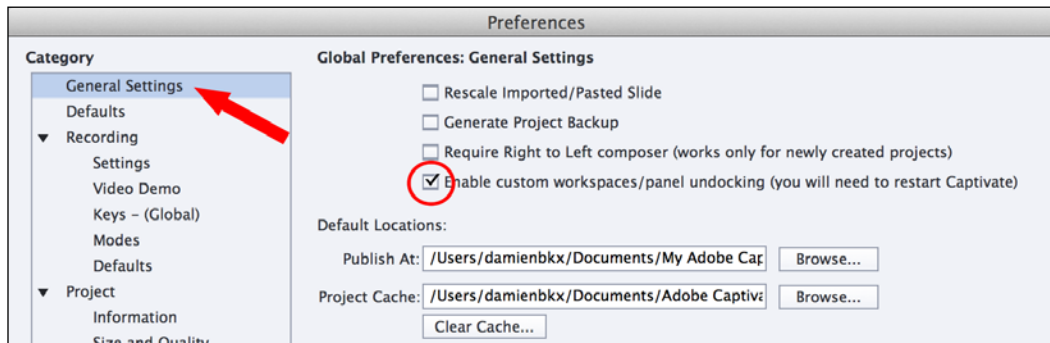 Preferences
Category
General Settings
Defaults
Recording
Settings
Video Demo
Keys – (Global)
Modes
Defaults
Project
Information
Size and Quality
Global Preferences: General Settings
Rescale Imported/Pasted Slide
Generate Project Backup
Require Right to Left composer (works only for newly created projects)
Enable custom workspaces/panel undocking (you will need to restart Captivate)
Default Locations:
Publish At: /Users/damienbkx/Documents/My Adobe Cap Browse...
Project Cache: /Users/damienbkx/Documents/Adobe Captiva Browse...
Clear Cache...